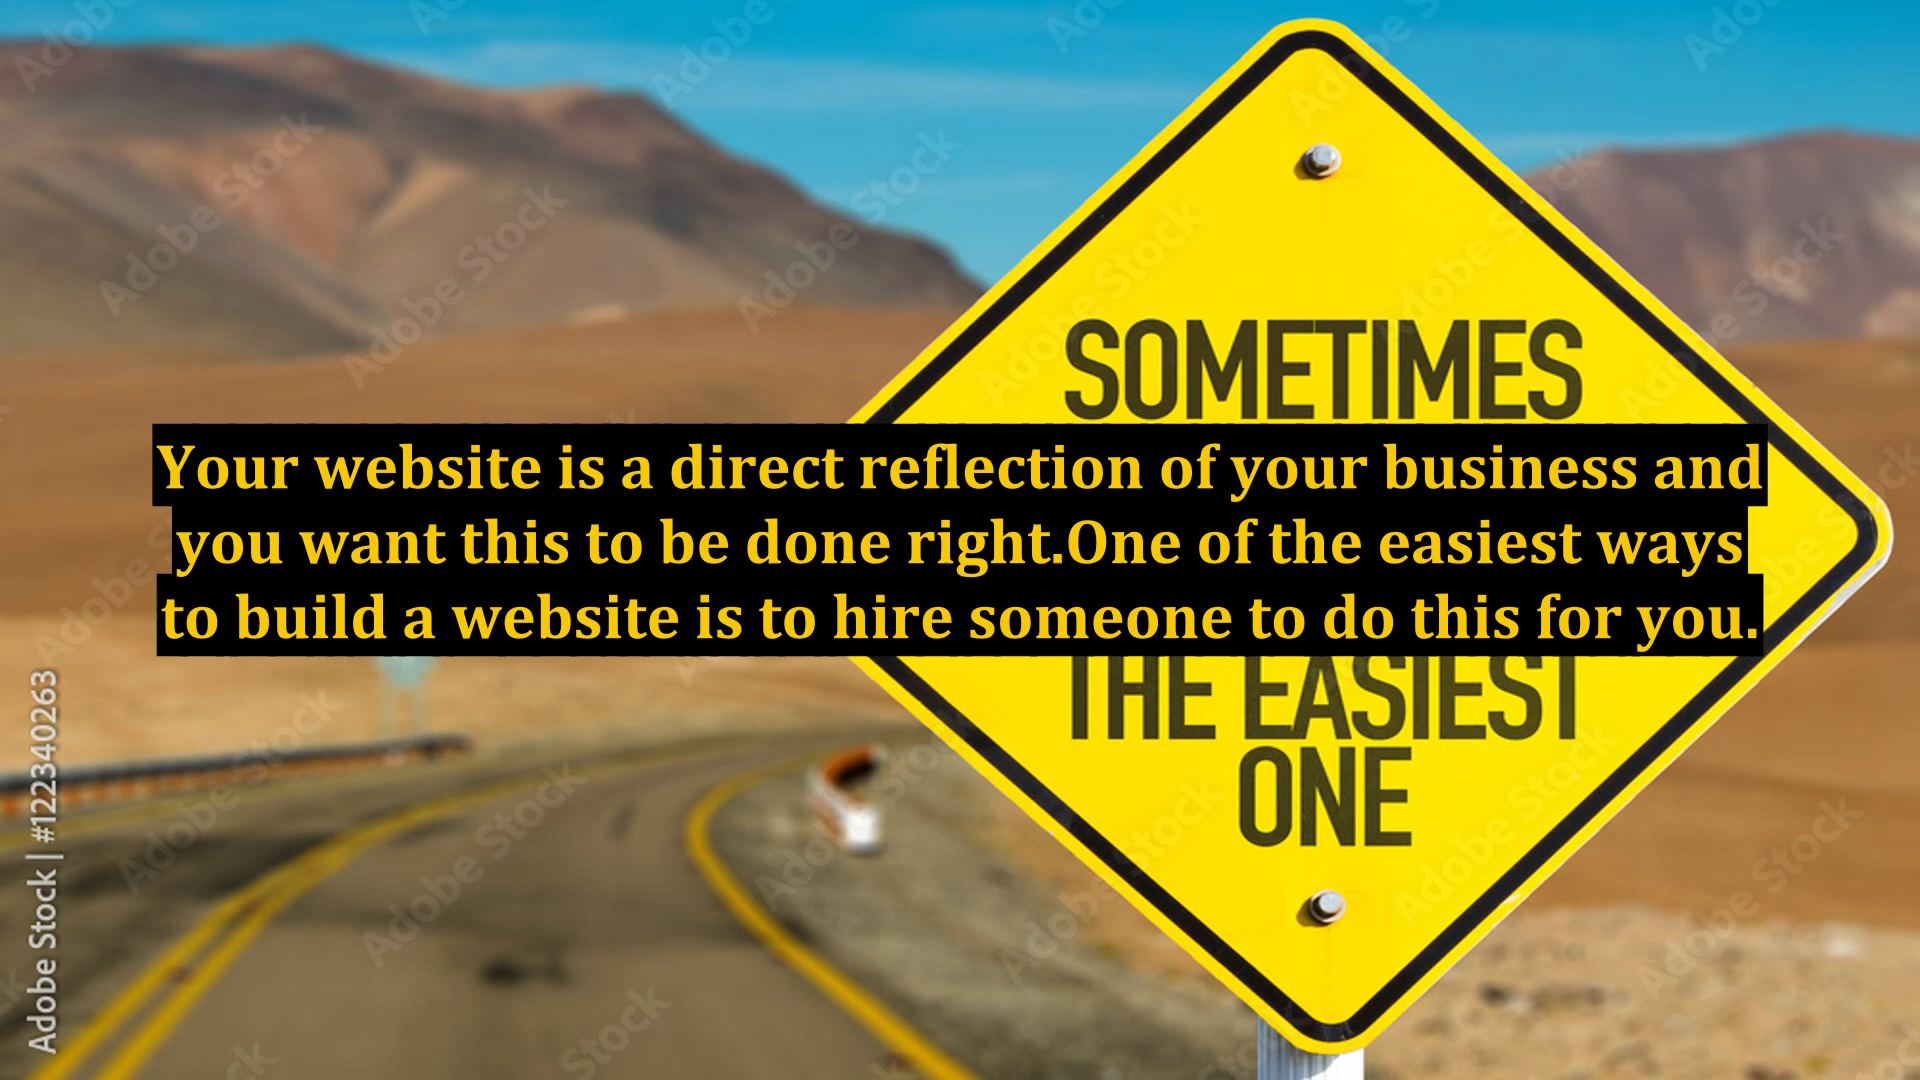 SOMETIMES
Your website is a direct reflection of your business and
you want this to be done right.One of the easiest ways
to build a website is to hire someone to do this for you.
THE EASIEST
ONE
Adobe Stock | #122340263
Adobe Stock